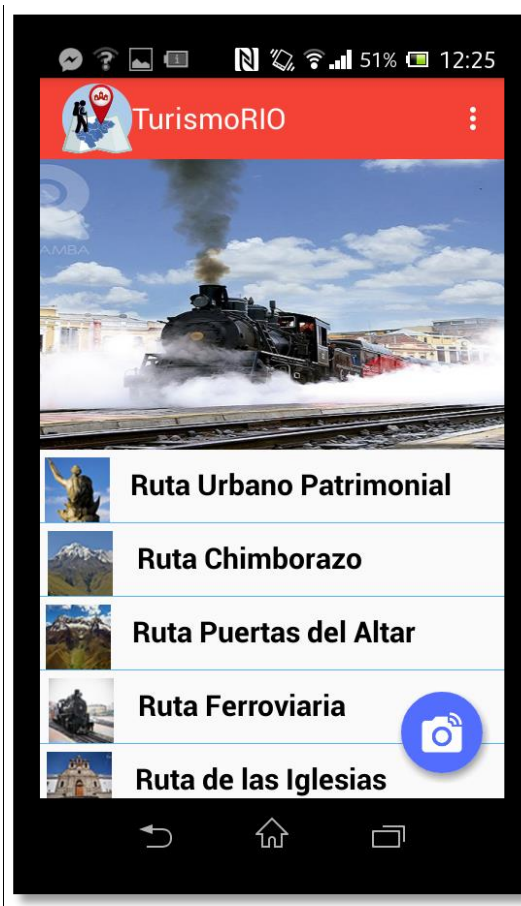 51% 12:25
TurismoRIO
AMBA
Ruta Urbano Patrimonial
Ruta Chimborazo
Ruta Puertas del Altar
Ruta Ferroviaria
Ruta de las Iglesias